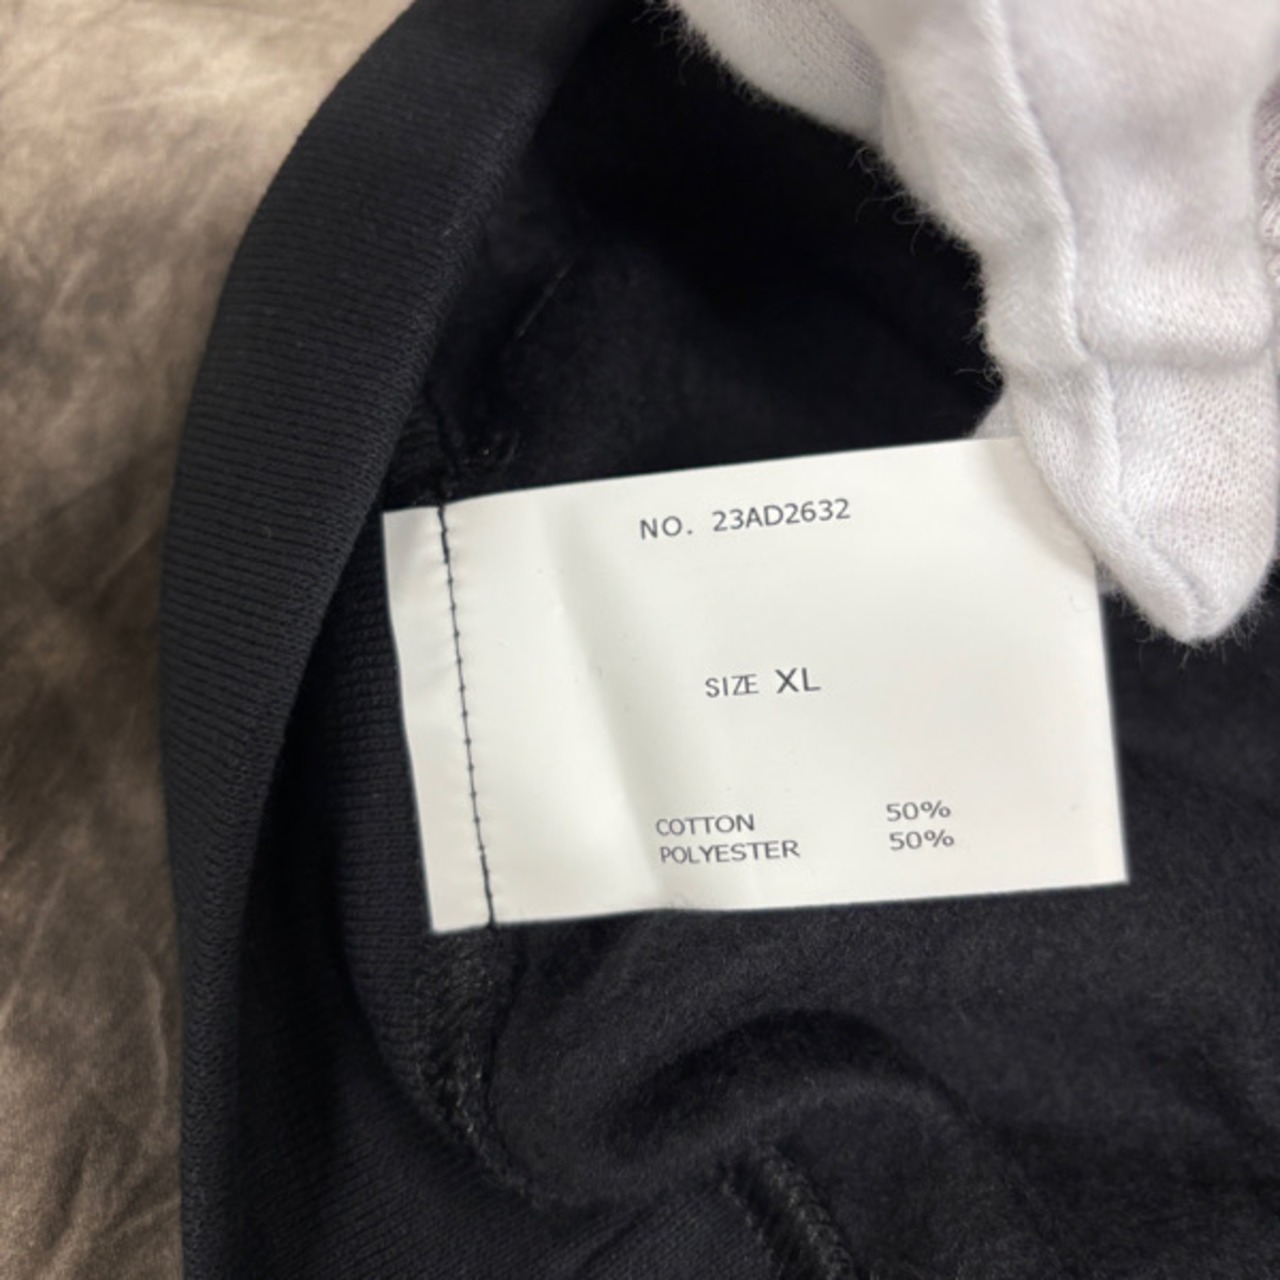 NO. 23AD2632
SIZE XL
COTTON 50%
POLYESTER 50%